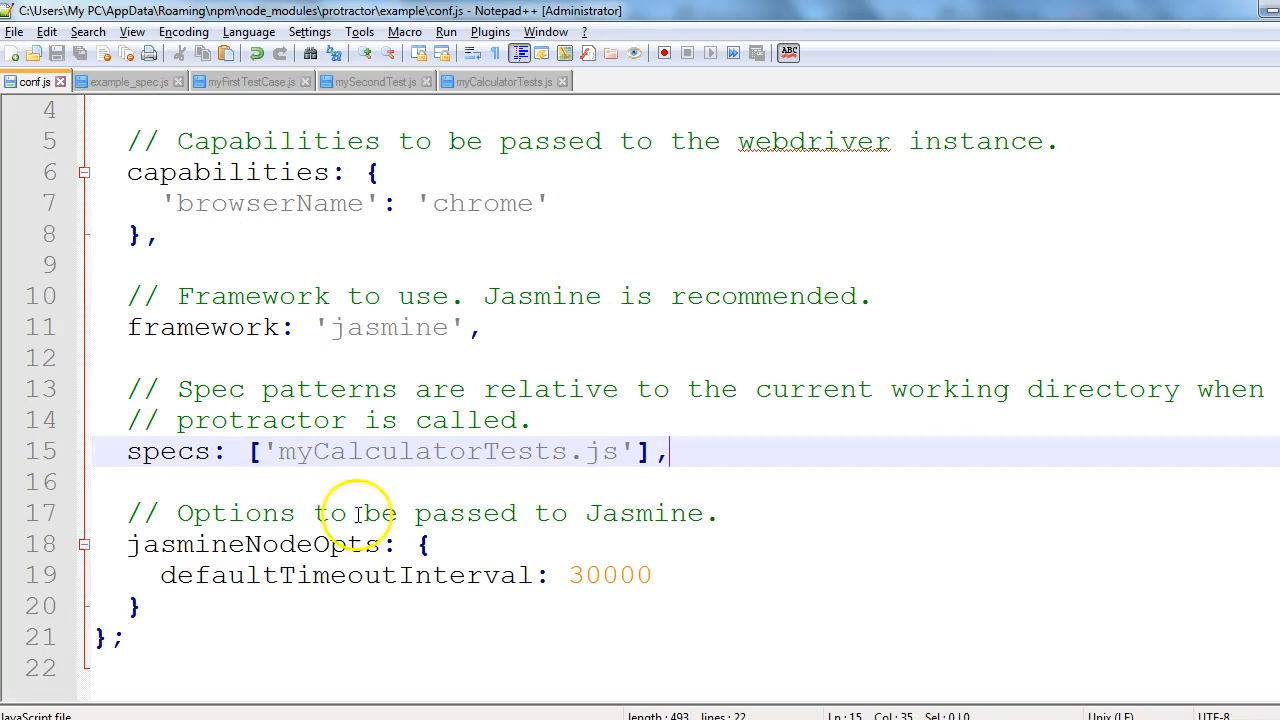 C:\Users\My PC\AppData\Roaming\npm\node_modules\protractor\example\conf.js - Notepad++ [Administrator]
File Edit Search View Encoding Language Settings Tools Macro Run Plugins Window ?
ABC
conf.js example_spec.js myFirstTestCase.js mySecondTest.js myCalculatorTests.js
4
5 // Capabilities to be passed to the webdriver instance.
6 capabilities: {
7 'browserName': 'chrome'
8 },
9
10 // Framework to use. Jasmine is recommended.
11 framework: 'jasmine',
12
13 // Spec patterns are relative to the current working directory when
14 // protractor is called.
15 specs: ['myCalculatorTests.js'],
16
17 // Options to be passed to Jasmine.
18 jasmineNodeOpts: {
19 defaultTimeoutInterval: 30000
20 }
21 };
22
JavaScript file length : 493 lines : 22 Ln : 15 Col : 35 Sel : 0 | 0 Unix (LF) UTF-8